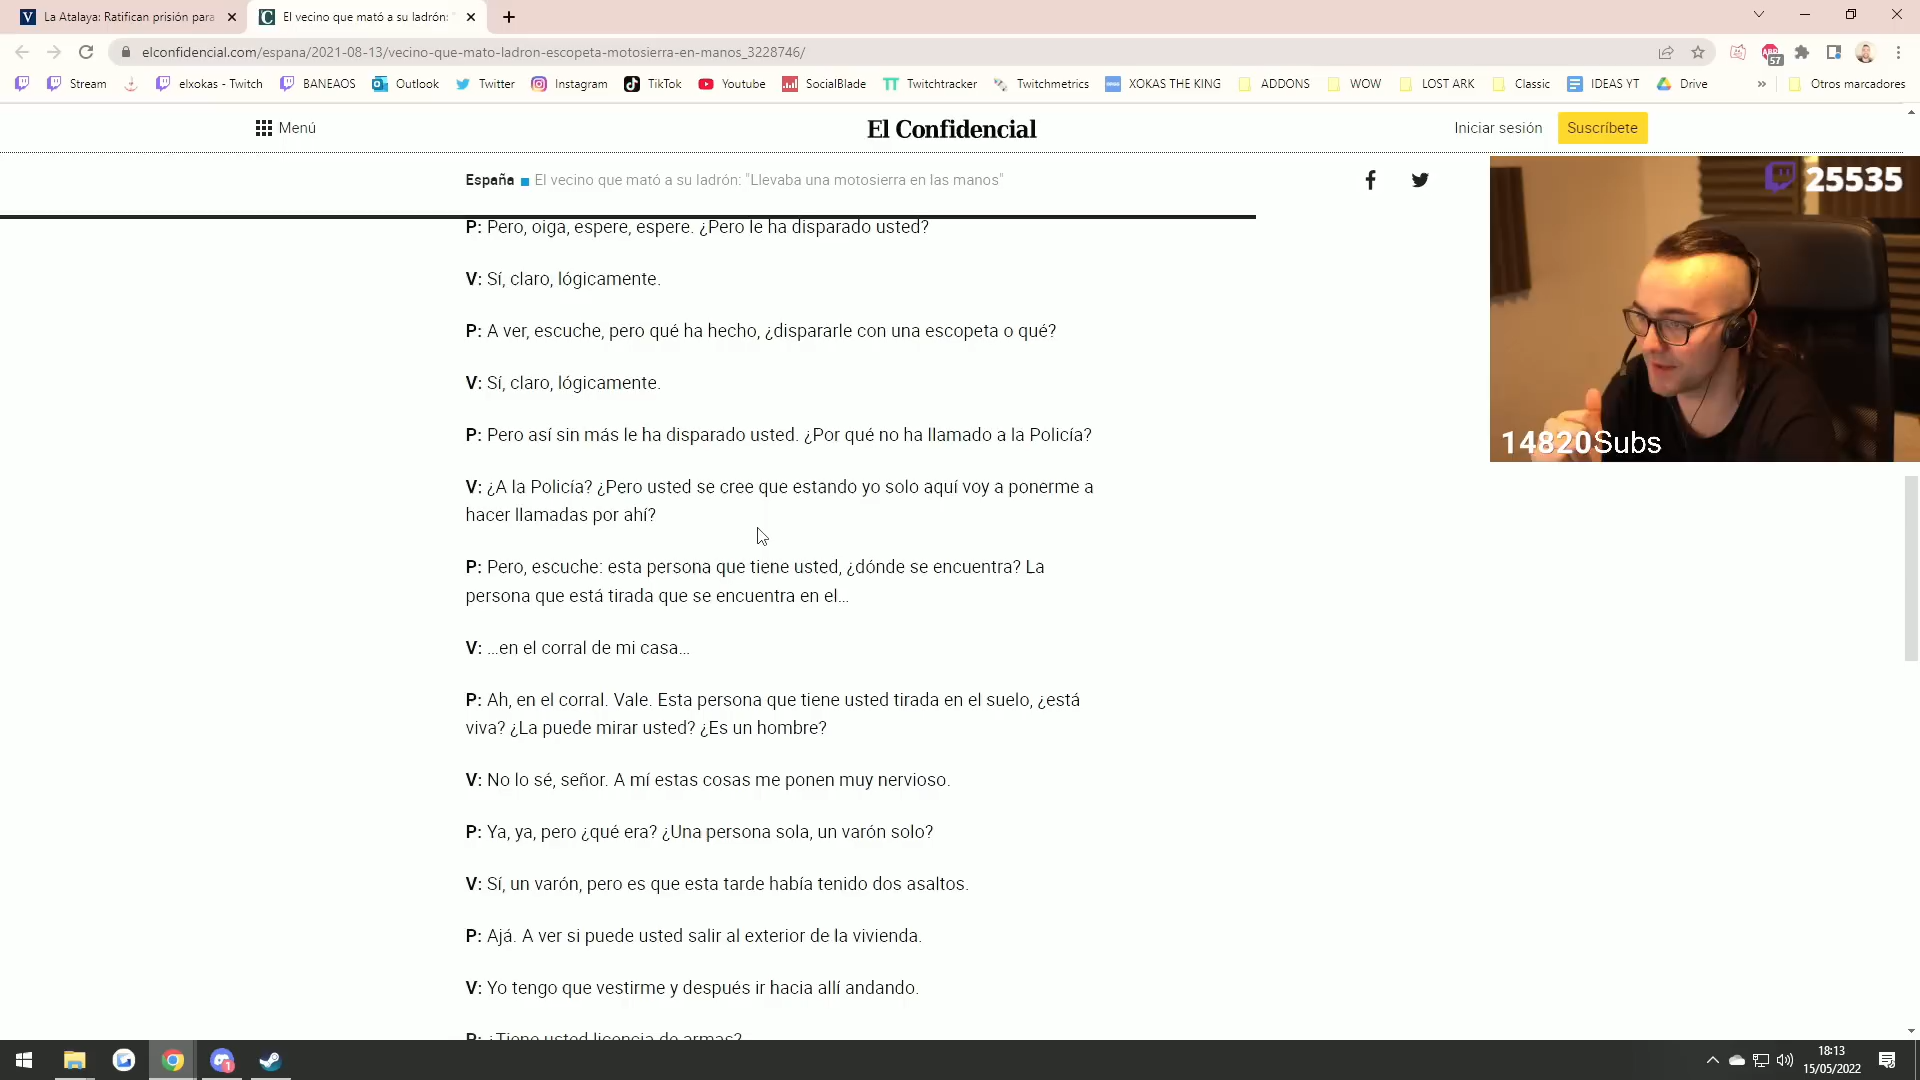 La Atalaya: Ratifican prisión para
El vecino que mató a su ladrón: "
elconfidencial.com/espana/2021-08-13/vecino-que-mato-ladron-escopeta-motosierra-en-manos_3228746/
ABP
57
Stream
elxokas - Twitch
BANEAOS
Outlook
Twitter
Instagram
TikTok
Youtube
SocialBlade
Twitchtracker
Twitchmetrics
XOKAS THE KING
ADDONS
WOW
LOST ARK
Classic
IDEAS YT
Drive
»
Otros marcadores
Menú
El Confidencial
Iniciar sesión
Suscríbete
España El vecino que mató a su ladrón: "Llevaba una motosierra en las manos"
25535
14820Subs
P: Pero, oiga, espere, espere. ¿Pero le ha disparado usted?
V: Sí, claro, lógicamente.
P: A ver, escuche, pero qué ha hecho, ¿dispararle con una escopeta o qué?
V: Sí, claro, lógicamente.
P: Pero así sin más le ha disparado usted. ¿Por qué no ha llamado a la Policía?
V: ¿A la Policía? ¿Pero usted se cree que estando yo solo aquí voy a ponerme a
hacer llamadas por ahí?
P: Pero, escuche: esta persona que tiene usted, ¿dónde se encuentra? La
persona que está tirada que se encuentra en el...
V: ...en el corral de mi casa...
P: Ah, en el corral. Vale. Esta persona que tiene usted tirada en el suelo, ¿está
viva? ¿La puede mirar usted? ¿Es un hombre?
V: No lo sé, señor. A mí estas cosas me ponen muy nervioso.
P: Ya, ya, pero ¿qué era? ¿Una persona sola, un varón solo?
V: Sí, un varón, pero es que esta tarde había tenido dos asaltos.
P: Ajá. A ver si puede usted salir al exterior de la vivienda.
V: Yo tengo que vestirme y después ir hacia allí andando.
P: ¿Tiene usted licencia de armas?
1
18:13
15/05/2022